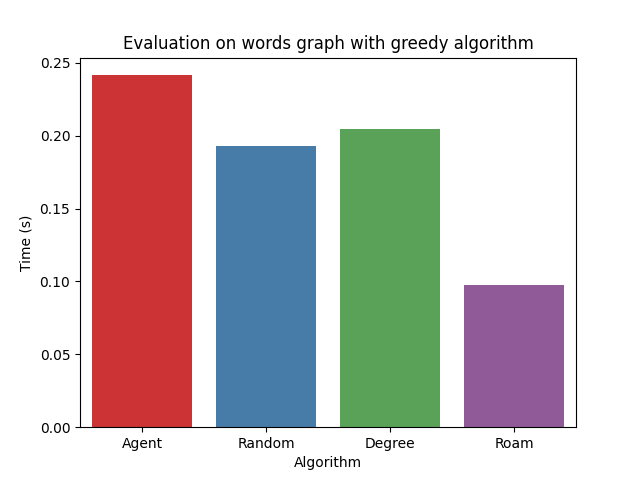 Evaluation on words graph with greedy algorithm
0.25
0.20
0.15
0.10
0.05
0.00
Time (s)
Agent
Random
Degree
Roam
Algorithm